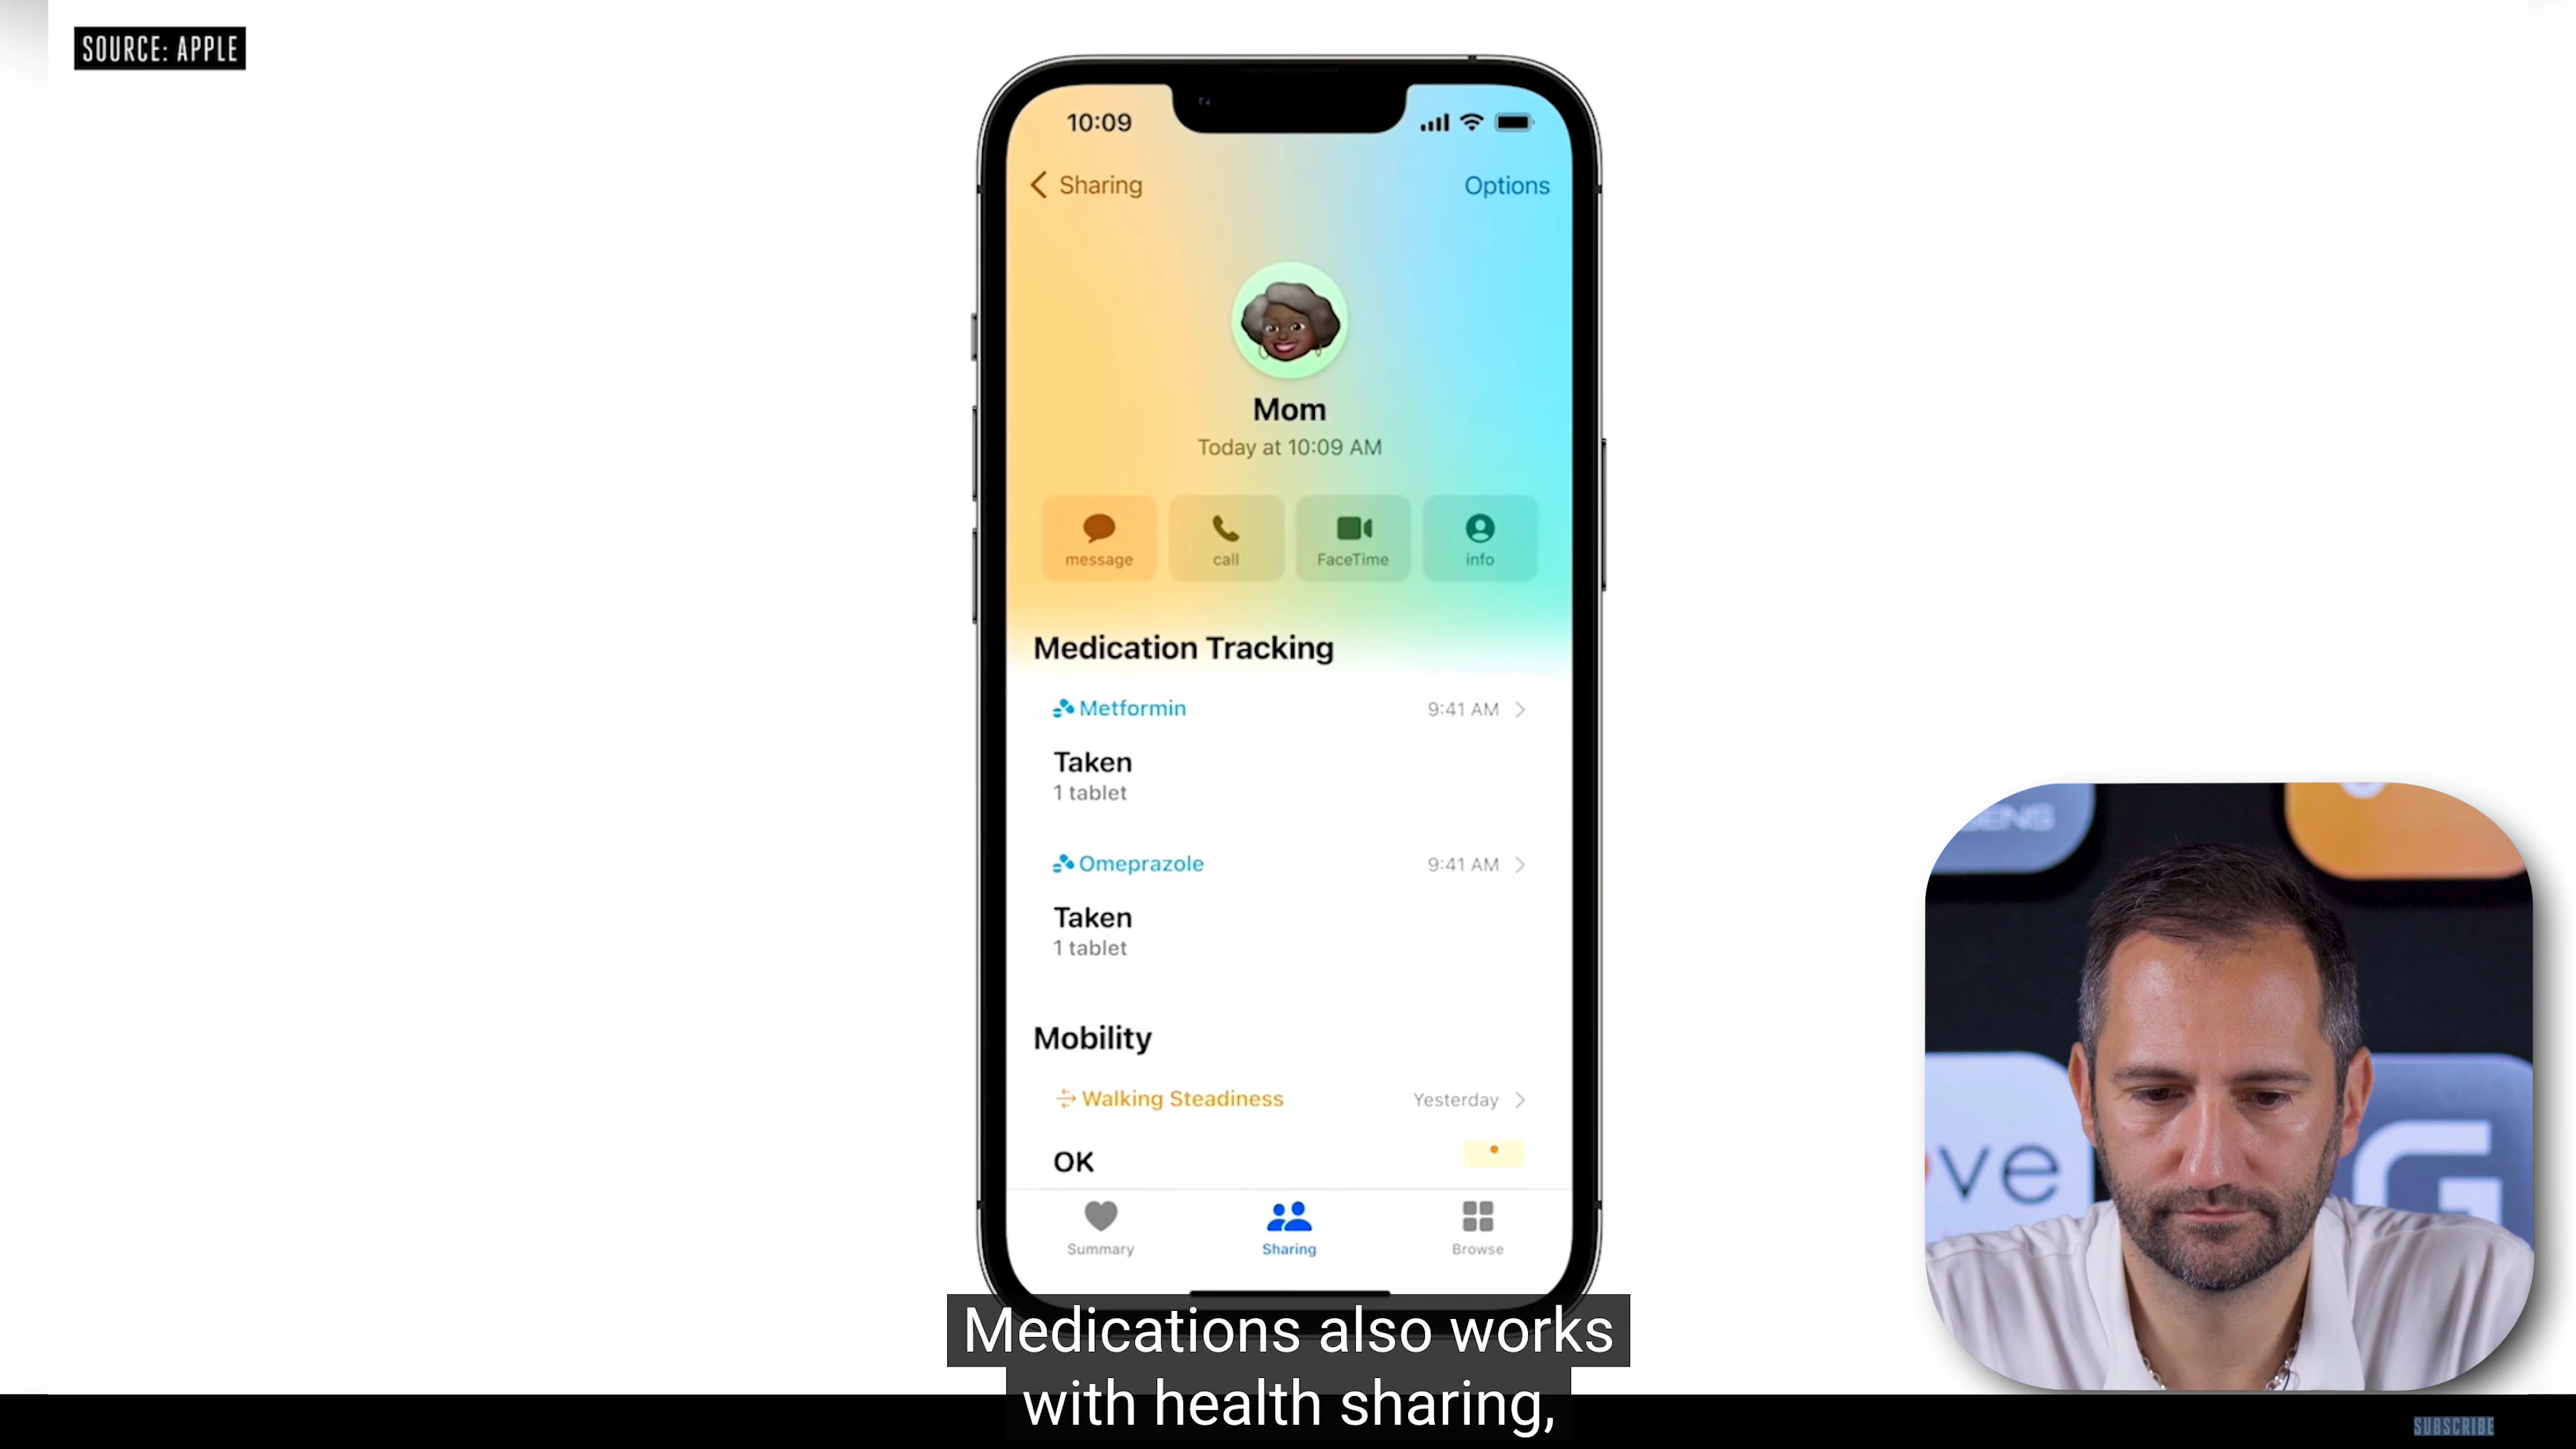 SOURCE: APPLE
10:09
Sharing
Options
Mom
Today at 10:09 AM
message
call
FaceTime
info
Medication Tracking
Metformin
9:41 AM
Taken
1 tablet
Omeprazole
9:41 AM
Taken
1 tablet
Mobility
Walking Steadiness
Yesterday
OK
Summary
Sharing
Browse
ve
G
Medications also works
with health sharing,
SUBSCRIBE